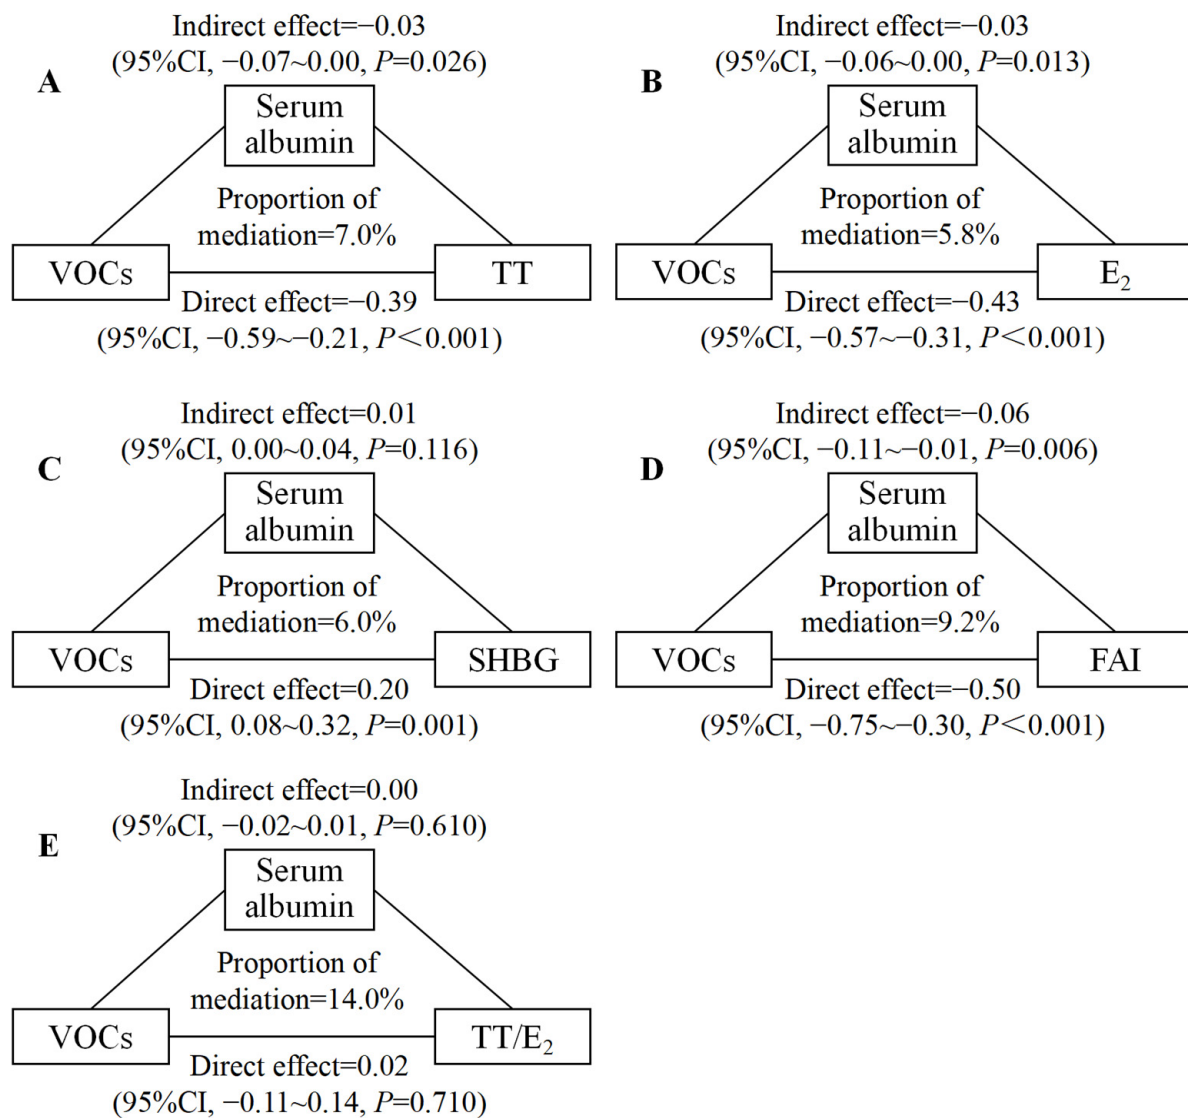 Indirect effect=−0.03
(95%CI, −0.07~0.00, P=0.026)
A
Serum
albumin
Proportion of
mediation=7.0%
VOCs
TT
Direct effect=−0.39
(95%CI, −0.59~−0.21, P<0.001)
Indirect effect=−0.03
(95%CI, −0.06~0.00, P=0.013)
B
Serum
albumin
Proportion of
mediation=5.8%
VOCs
E₂
Direct effect=−0.43
(95%CI, −0.57~−0.31, P<0.001)
Indirect effect=0.01
(95%CI, 0.00~0.04, P=0.116)
C
Serum
albumin
Proportion of
mediation=6.0%
VOCs
SHBG
Direct effect=0.20
(95%CI, 0.08~0.32, P=0.001)
Indirect effect=−0.06
(95%CI, −0.11~−0.01, P=0.006)
D
Serum
albumin
Proportion of
mediation=9.2%
VOCs
FAI
Direct effect=−0.50
(95%CI, −0.75~−0.30, P<0.001)
Indirect effect=0.00
(95%CI, −0.02~0.01, P=0.610)
E
Serum
albumin
Proportion of
mediation=14.0%
VOCs
TT/E₂
Direct effect=0.02
(95%CI, −0.11~0.14, P=0.710)